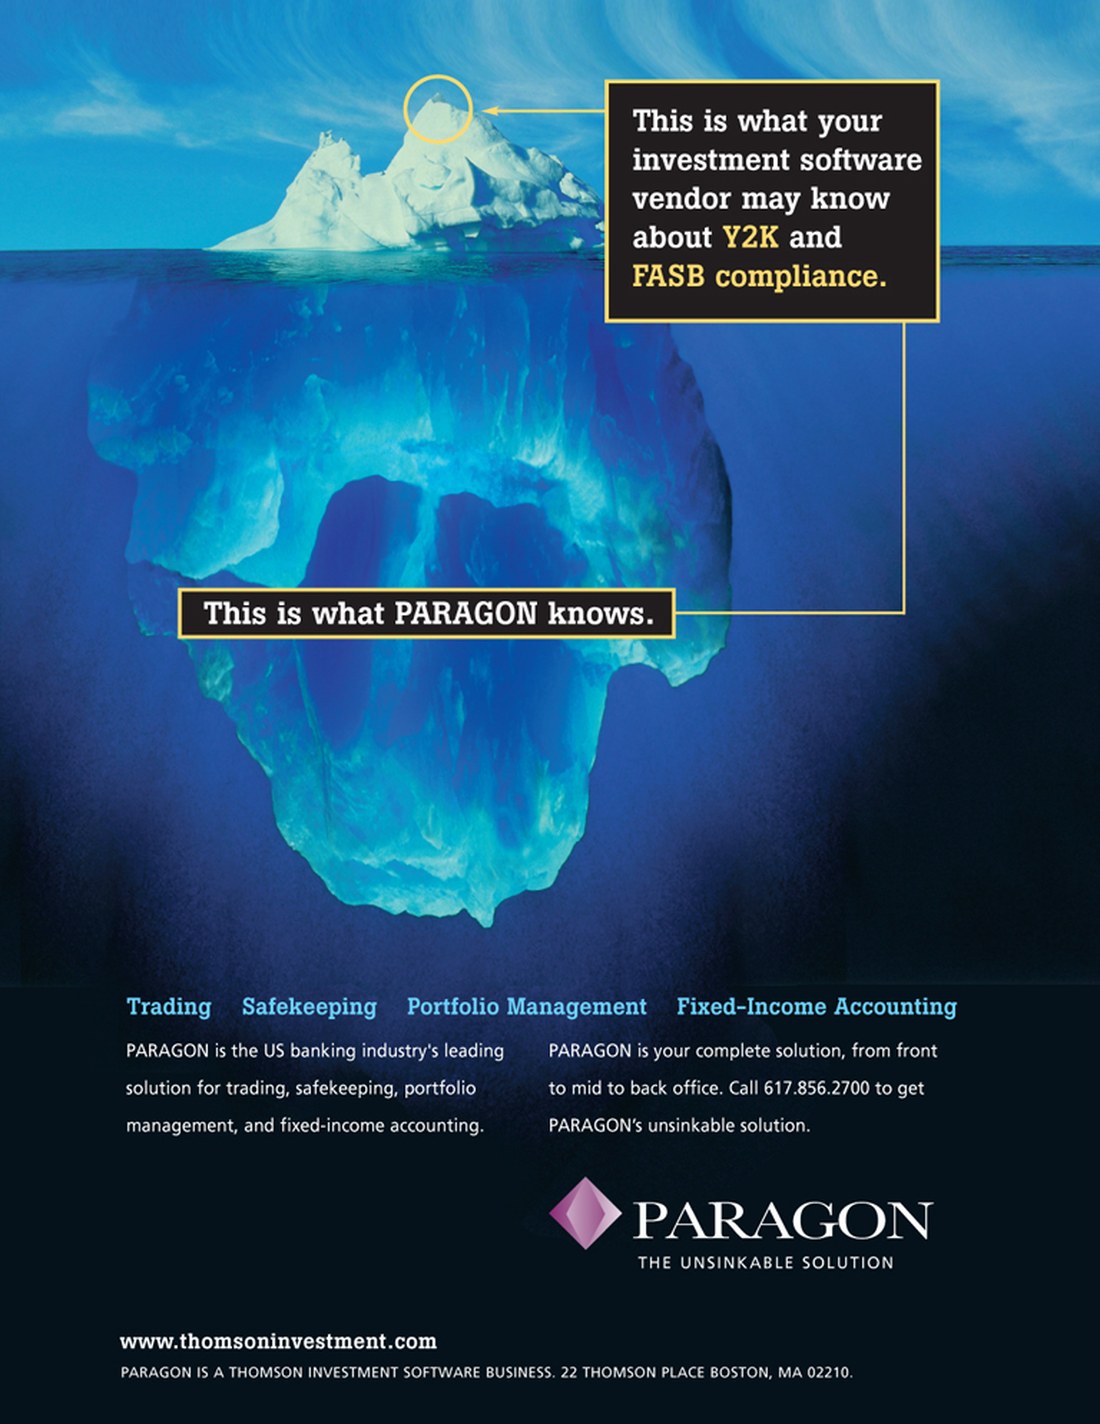 This is what your
investment software
vendor may know
about Y2K and
FASB compliance.
This is what PARAGON knows.
Trading Safekeeping Portfolio Management Fixed-Income Accounting
PARAGON is the US banking industry's leading
solution for trading, safekeeping, portfolio
management, and fixed-income accounting.
PARAGON is your complete solution, from front
to mid to back office. Call 617.856.2700 to get
PARAGON’s unsinkable solution.
PARAGON
THE UNSINKABLE SOLUTION
www.thomsoninvestment.com
PARAGON IS A THOMSON INVESTMENT SOFTWARE BUSINESS. 22 THOMSON PLACE BOSTON, MA 02210.